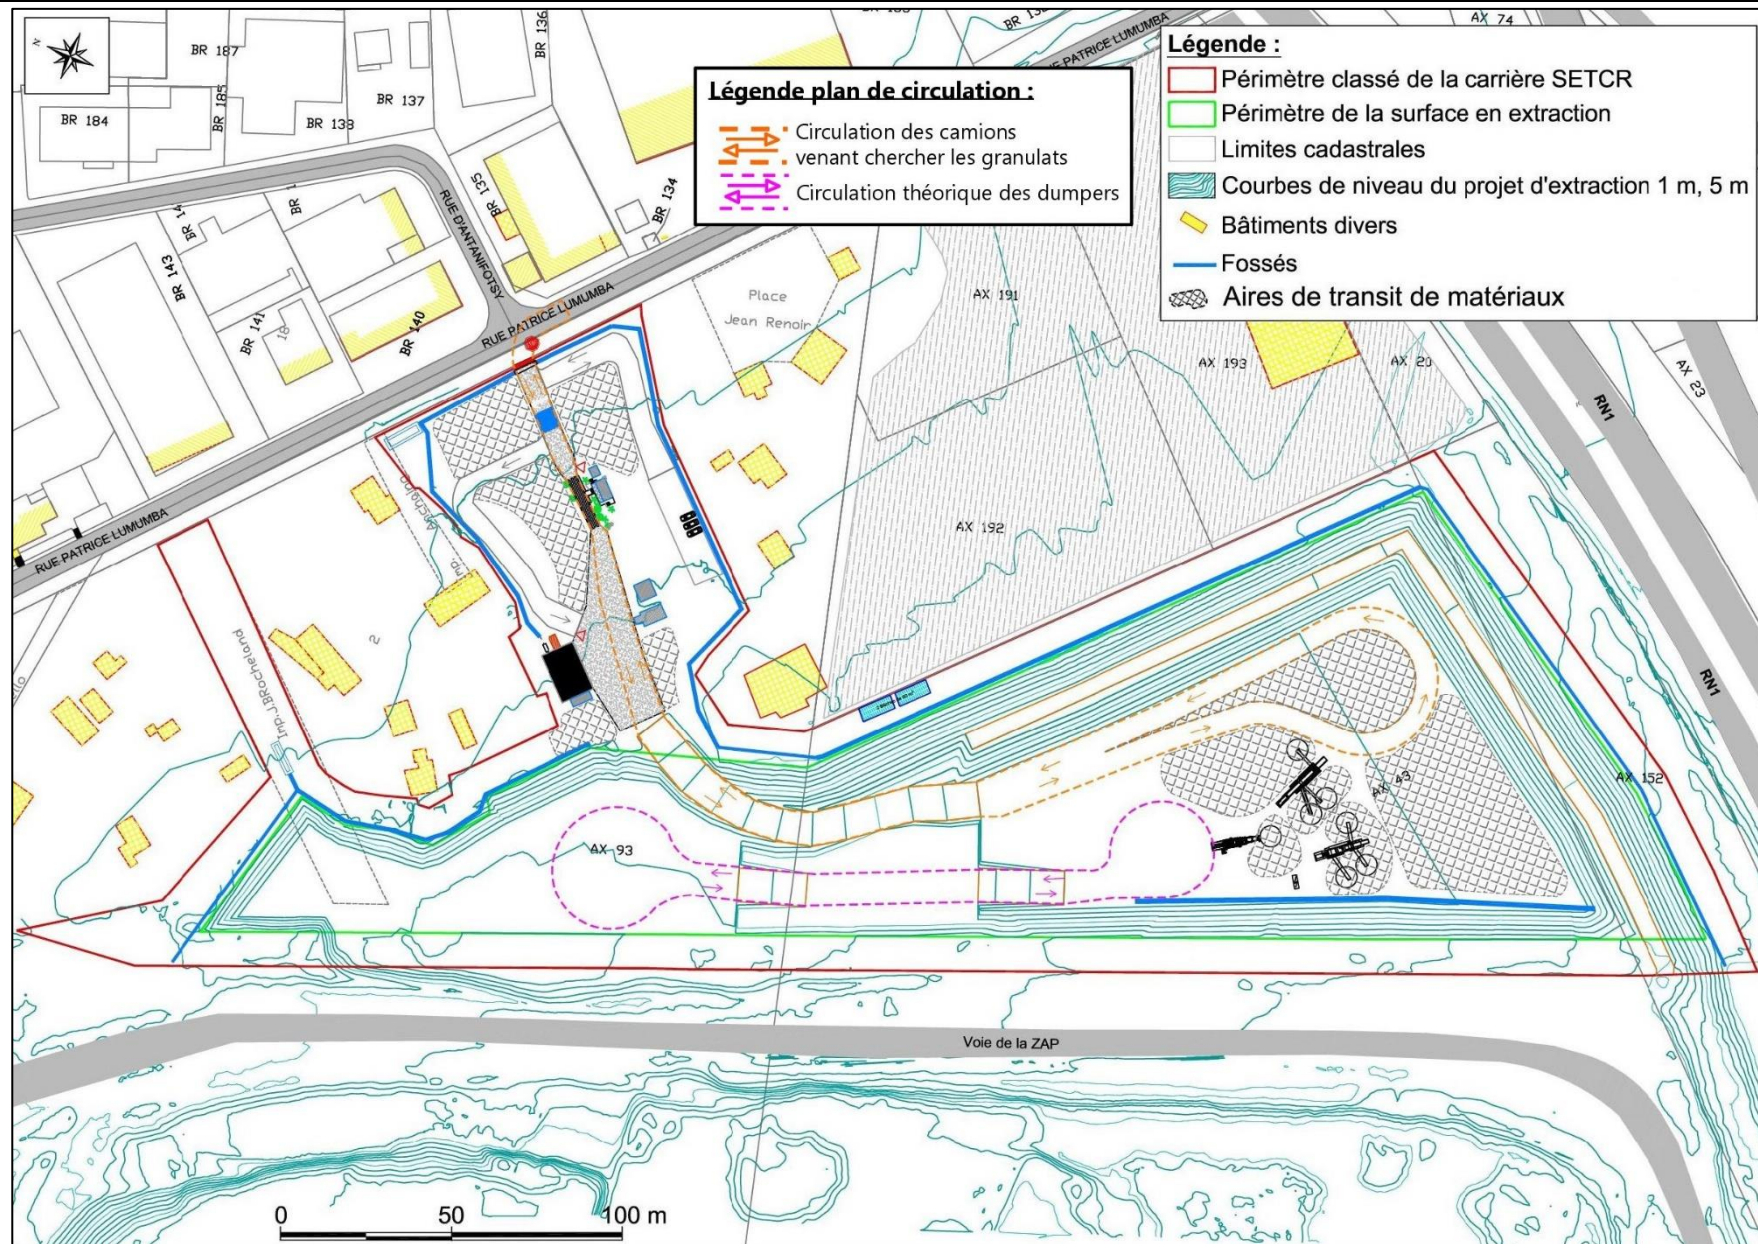 N
BR 187
BR 184
BR 185
BR 137
BR 138
BR 136
BR 135
BR 134
AX 74
Légende plan de circulation :
Circulation des camions
venant chercher les granulats
Circulation théorique des dumpers
Légende :
Périmètre classé de la carrière SETCR
Périmètre de la surface en extraction
Limites cadastrales
Courbes de niveau du projet d'extraction 1 m, 5 m
Bâtiments divers
Fossés
Aires de transit de matériaux
RUE D'ANTANIFOTSY
RUE PATRICE LUMUMBA
RUE PATRICE LUMUMBA
BR 143
BR 141
18
BR 140
Place
Jean Renoir
AX 191
AX 193
AX 23
RN1
AX 192
RUE PATRICE LUMUMBA
Imp.J.BRocheland
2
RN1
AX 152
AX 43
AX 93
Voie de la ZAP
0 50 100 m